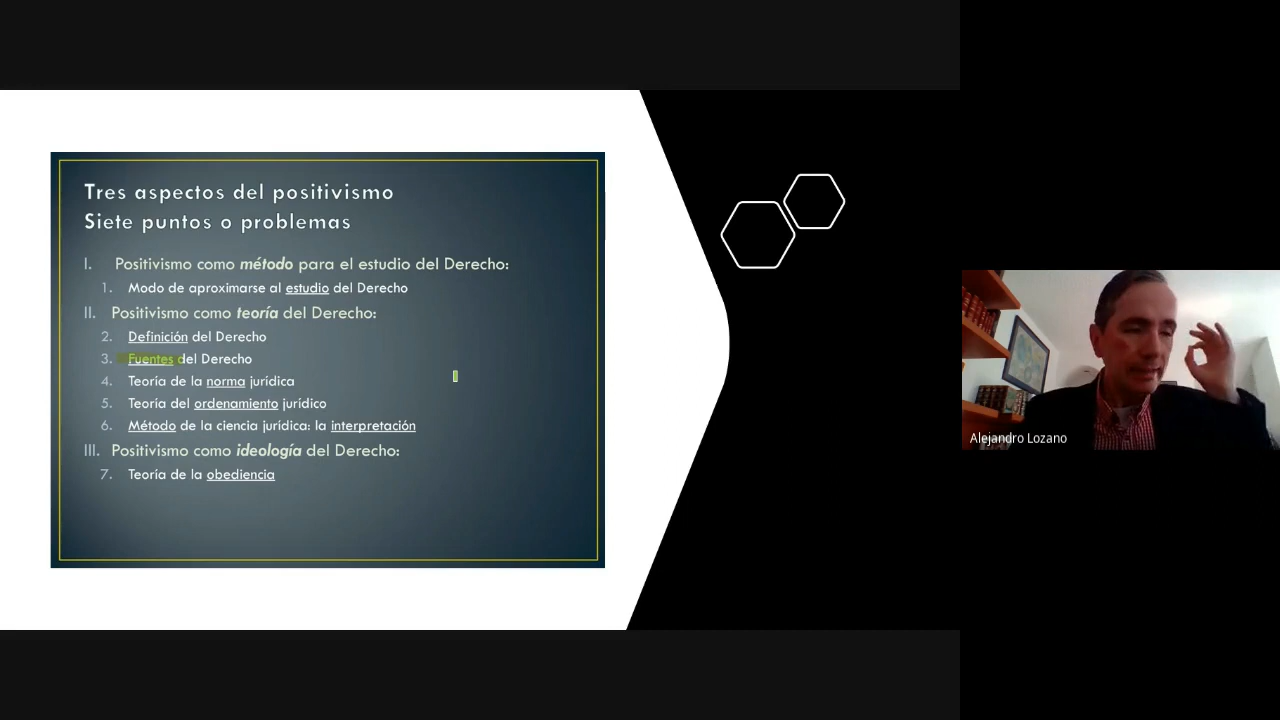 Tres aspectos del positivismo
Siete puntos o problemas
I. Positivismo como método para el estudio del Derecho:
1. Modo de aproximarse al estudio del Derecho
II. Positivismo como teoría del Derecho:
2. Definición del Derecho
3. Fuentes del Derecho
4. Teoría de la norma jurídica
5. Teoría del ordenamiento jurídico
6. Método de la ciencia jurídica: la interpretación
III. Positivismo como ideología del Derecho:
7. Teoría de la obediencia
Alejandro Lozano